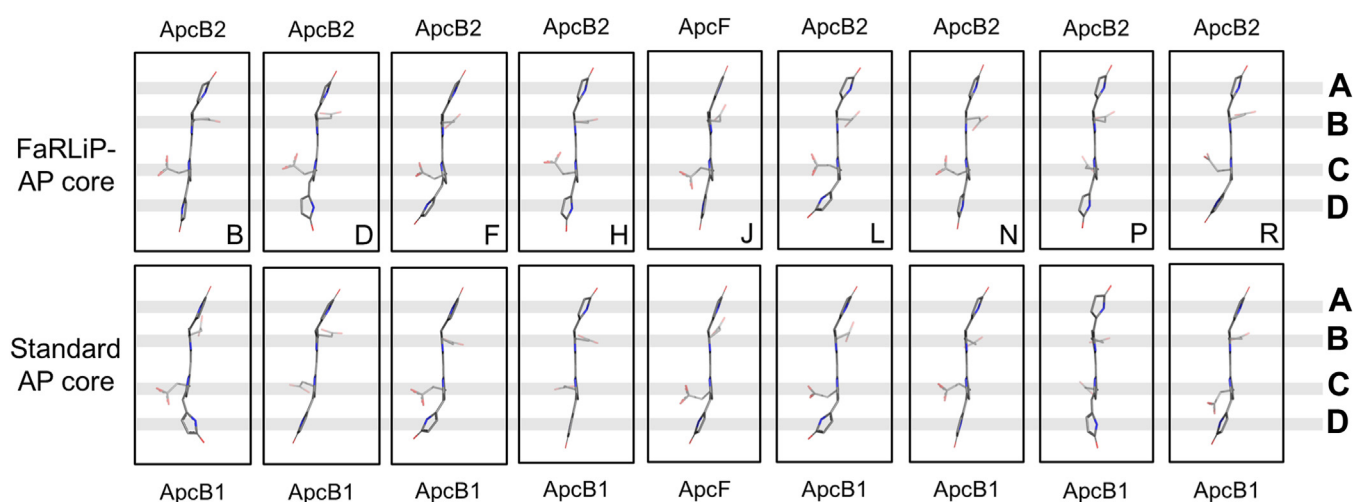 ApcB2 ApcB2 ApcB2 ApcB2 ApcF ApcB2 ApcB2 ApcB2 ApcB2
A
B
FaRLiP-
AP core
C
D
B D F H J L N P R
A
Standard
AP core
B
C
D
ApcB1 ApcB1 ApcB1 ApcB1 ApcF ApcB1 ApcB1 ApcB1 ApcB1